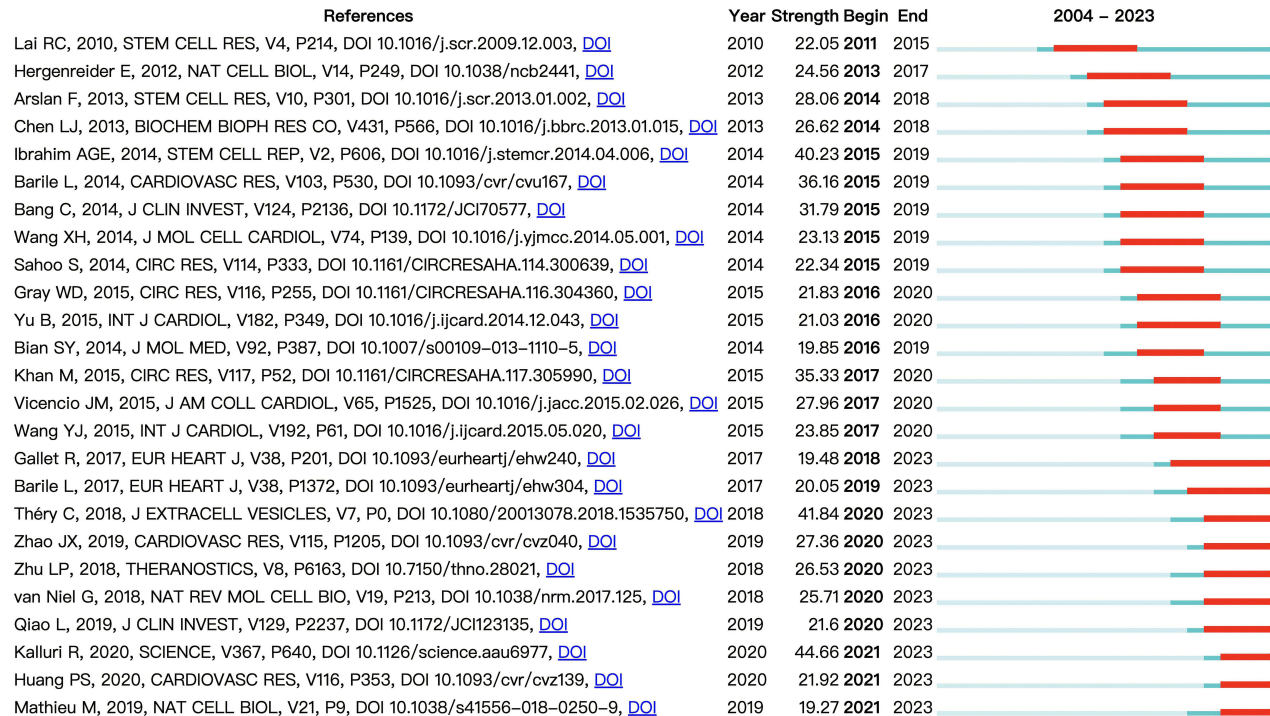 References Year Strength Begin End 2004 – 2023
Lai RC, 2010, STEM CELL RES, V4, P214, DOI 10.1016/j.scr.2009.12.003, DOI 2010 22.05 2011 2015
Hergenreider E, 2012, NAT CELL BIOL, V14, P249, DOI 10.1038/ncb2441, DOI 2012 24.56 2013 2017
Arslan F, 2013, STEM CELL RES, V10, P301, DOI 10.1016/j.scr.2013.01.002, DOI 2013 28.06 2014 2018
Chen LJ, 2013, BIOCHEM BIOPH RES CO, V431, P566, DOI 10.1016/j.bbrc.2013.01.015, DOI 2013 26.62 2014 2018
Ibrahim AGE, 2014, STEM CELL REP, V2, P606, DOI 10.1016/j.stemcr.2014.04.006, DOI 2014 40.23 2015 2019
Barile L, 2014, CARDIOVASC RES, V103, P530, DOI 10.1093/cvr/cvu167, DOI 2014 36.16 2015 2019
Bang C, 2014, J CLIN INVEST, V124, P2136, DOI 10.1172/JCI70577, DOI 2014 31.79 2015 2019
Wang XH, 2014, J MOL CELL CARDIOL, V74, P139, DOI 10.1016/j.yjmcc.2014.05.001, DOI 2014 23.13 2015 2019
Sahoo S, 2014, CIRC RES, V114, P333, DOI 10.1161/CIRCRESAHA.114.300639, DOI 2014 22.34 2015 2019
Gray WD, 2015, CIRC RES, V116, P255, DOI 10.1161/CIRCRESAHA.116.304360, DOI 2015 21.83 2016 2020
Yu B, 2015, INT J CARDIOL, V182, P349, DOI 10.1016/j.ijcard.2014.12.043, DOI 2015 21.03 2016 2020
Bian SY, 2014, J MOL MED, V92, P387, DOI 10.1007/s00109–013–1110–5, DOI 2014 19.85 2016 2019
Khan M, 2015, CIRC RES, V117, P52, DOI 10.1161/CIRCRESAHA.117.305990, DOI 2015 35.33 2017 2020
Vicencio JM, 2015, J AM COLL CARDIOL, V65, P1525, DOI 10.1016/j.jacc.2015.02.026, DOI 2015 27.96 2017 2020
Wang YJ, 2015, INT J CARDIOL, V192, P61, DOI 10.1016/j.ijcard.2015.05.020, DOI 2015 23.85 2017 2020
Gallet R, 2017, EUR HEART J, V38, P201, DOI 10.1093/eurheartj/ehw240, DOI 2017 19.48 2018 2023
Barile L, 2017, EUR HEART J, V38, P1372, DOI 10.1093/eurheartj/ehw304, DOI 2017 20.05 2019 2023
Théry C, 2018, J EXTRACELL VESICLES, V7, P0, DOI 10.1080/20013078.2018.1535750, DOI 2018 41.84 2020 2023
Zhao JX, 2019, CARDIOVASC RES, V115, P1205, DOI 10.1093/cvr/cvz040, DOI 2019 27.36 2020 2023
Zhu LP, 2018, THERANOSTICS, V8, P6163, DOI 10.7150/thno.28021, DOI 2018 26.53 2020 2023
van Niel G, 2018, NAT REV MOL CELL BIO, V19, P213, DOI 10.1038/nrm.2017.125, DOI 2018 25.71 2020 2023
Qiao L, 2019, J CLIN INVEST, V129, P2237, DOI 10.1172/JCI123135, DOI 2019 21.6 2020 2023
Kalluri R, 2020, SCIENCE, V367, P640, DOI 10.1126/science.aau6977, DOI 2020 44.66 2021 2023
Huang PS, 2020, CARDIOVASC RES, V116, P353, DOI 10.1093/cvr/cvz139, DOI 2020 21.92 2021 2023
Mathieu M, 2019, NAT CELL BIOL, V21, P9, DOI 10.1038/s41556–018–0250–9, DOI 2019 19.27 2021 2023